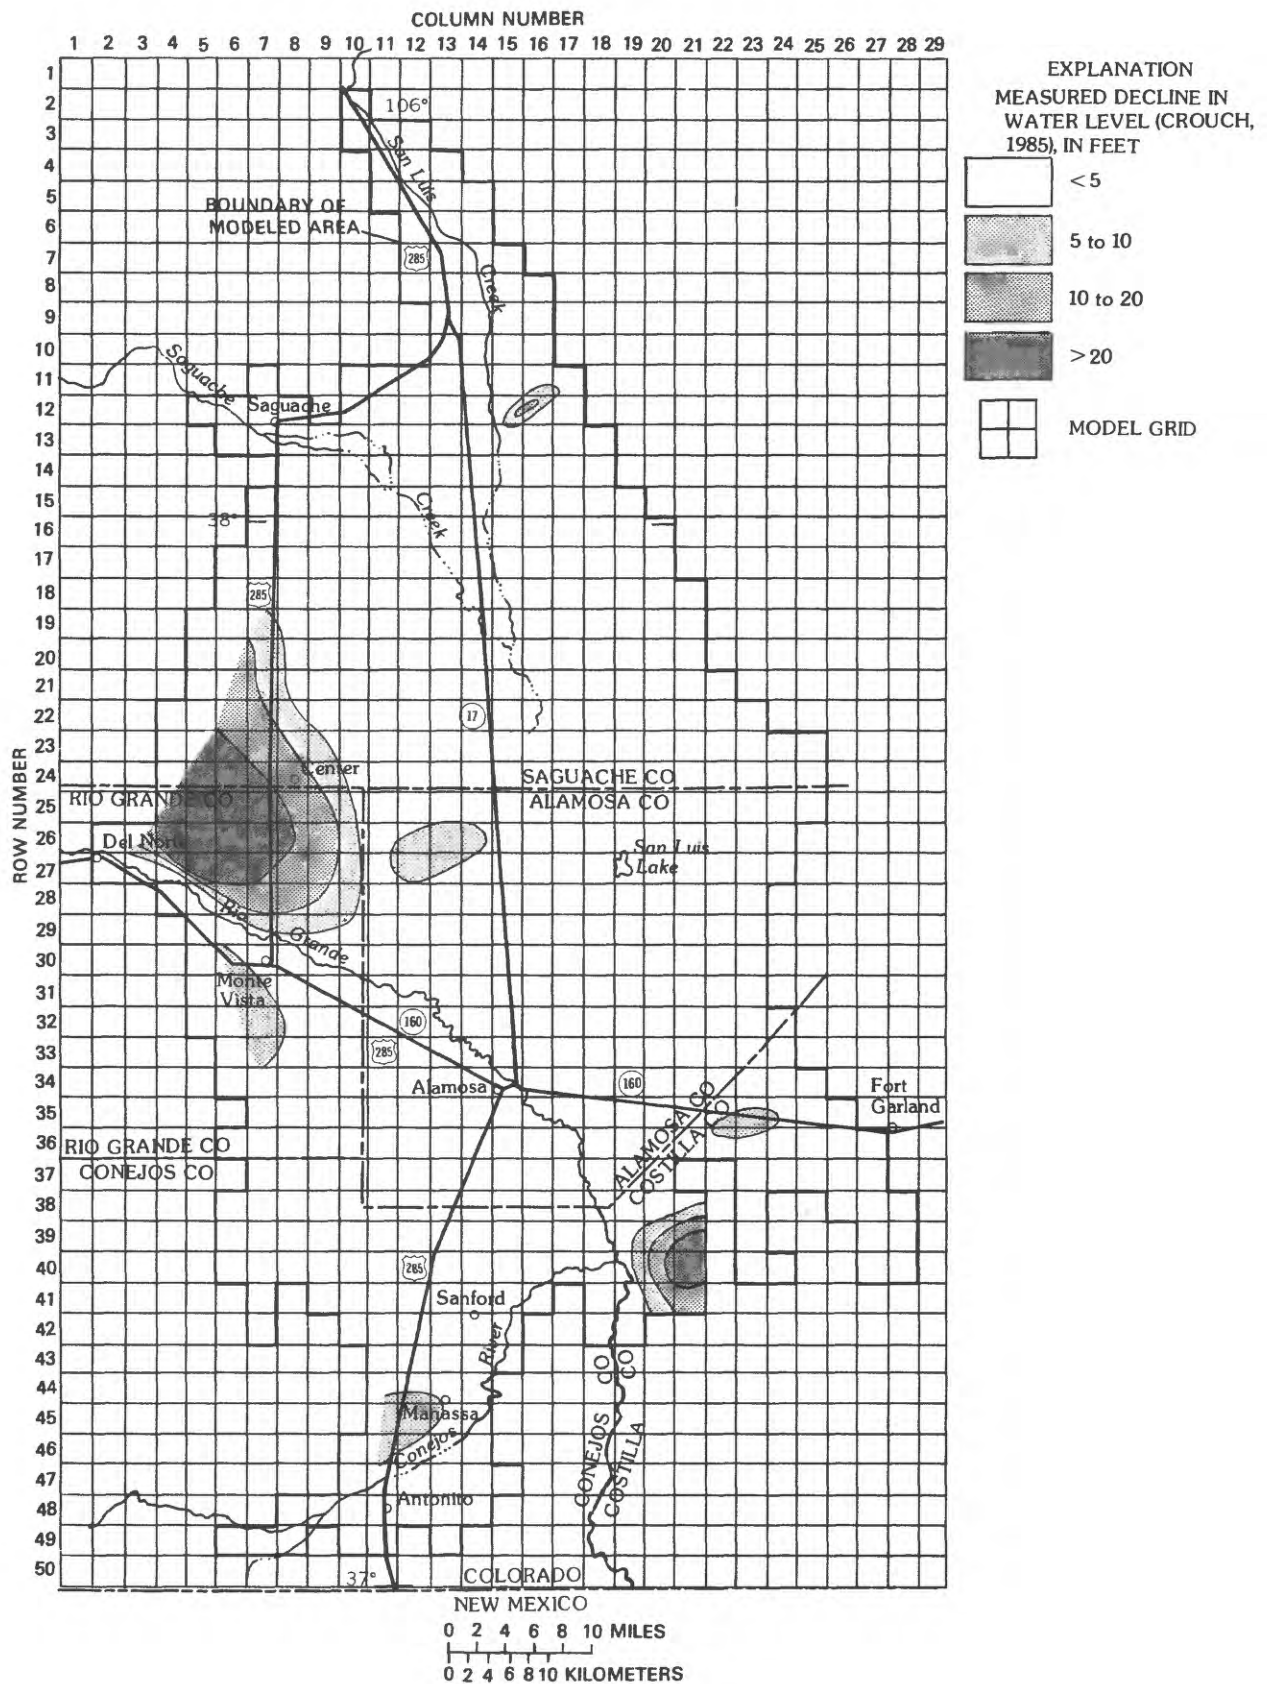 COLUMN NUMBER
1 2 3 4 5 6 7 8 9 10 11 12 13 14 15 16 17 18 19 20 21 22 23 24 25 26 27 28 29
EXPLANATION
MEASURED DECLINE IN
WATER LEVEL (CROUCH,
1985), IN FEET
<5
5 to 10
10 to 20
>20
MODEL GRID
ROW NUMBER
1
2
3
4
5
6
7
8
9
10
11
12
13
14
15
16
17
18
19
20
21
22
23
24
25
26
27
28
29
30
31
32
33
34
35
36
37
38
39
40
41
42
43
44
45
46
47
48
49
50
106°
San Luis
Creek
BOUNDARY OF
MODELED AREA
285
Saguache
Saguache
Creek
38°
285
17
Center
SAGUACHE CO
RIO GRANDE CO
ALAMOSA CO
Del Norte
San Luis
Lake
Rio
Grande
Monte
Vista
160
285
Alamosa
160
Fort
Garland
ALAMOSA CO
COSTILLA CO
RIO GRANDE CO
CONEJOS CO
285
Sanford
River
Manassa
Conejos
CONEJOS CO
COSTILLA CO
Antonito
37°
COLORADO
NEW MEXICO
0 2 4 6 8 10 MILES
0 2 4 6 8 10 KILOMETERS